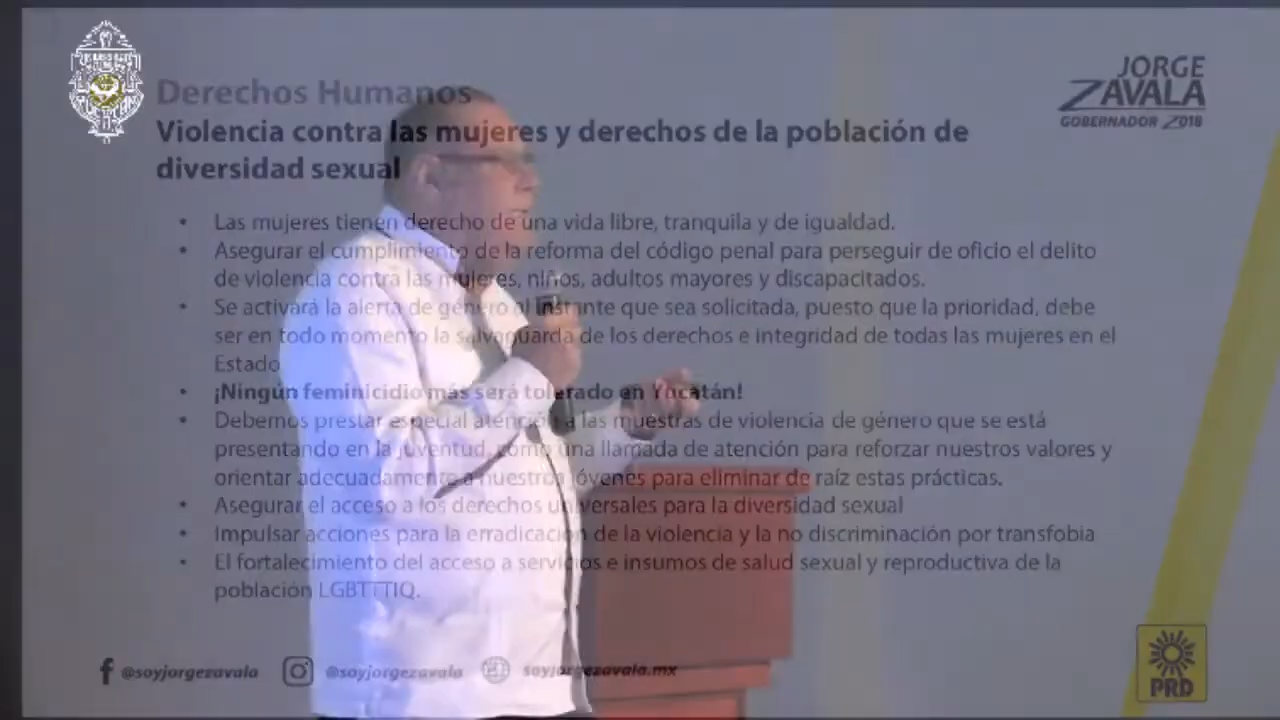 JORGE
ZAVALA
GOBERNADOR 2018
Derechos Humanos
Violencia contra las mujeres y derechos de la población de
diversidad sexual
• Las mujeres tienen derecho de una vida libre, tranquila y de igualdad.
• Asegurar el cumplimiento de la reforma del código penal para perseguir de oficio el delito
de violencia contra las mujeres, niños, adultos mayores y discapacitados.
• Se activará la alerta de género al instante que sea solicitada, puesto que la prioridad, debe
ser en todo momento la salvaguarda de los derechos e integridad de todas las mujeres en el
Estado
• ¡Ningún feminicidio más será tolerado en Yucatán!
• Debemos prestar especial atención a las muestras de violencia de género que se está
presentando en la juventud, como una llamada de atención para reforzar nuestros valores y
orientar adecuadamente a nuestros jóvenes para eliminar de raíz estas prácticas.
• Asegurar el acceso a los derechos universales para la diversidad sexual
• Impulsar acciones para la erradicación de la violencia y la no discriminación por transfobia
• El fortalecimiento del acceso a servicios e insumos de salud sexual y reproductiva de la
población LGBTTTIQ.
@soyjorgezavala @soyjorgezavala soyjorgezavala.mx
PRD